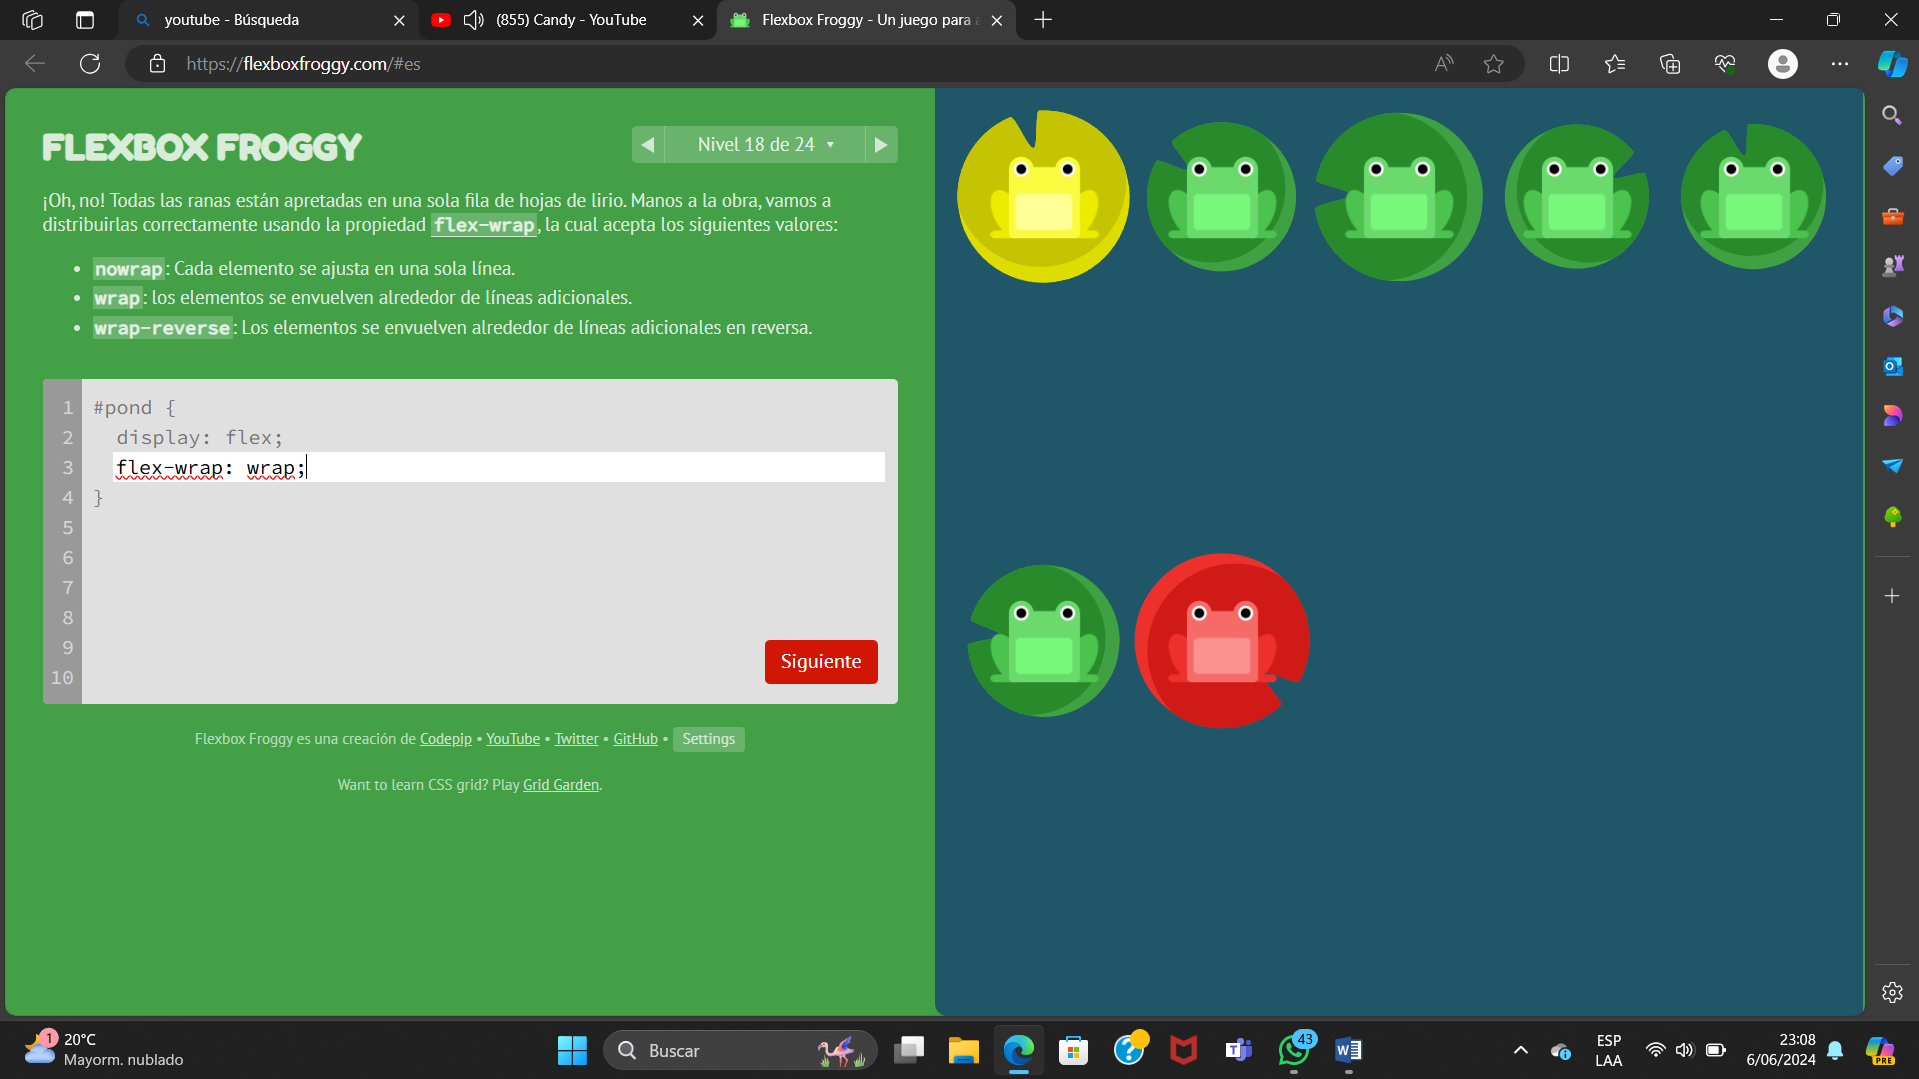 youtube - Búsqueda
(855) Candy - YouTube
Flexbox Froggy - Un juego para a
https://flexboxfroggy.com/#es
FLEXBOX FROGGY
Nivel 18 de 24
¡Oh, no! Todas las ranas están apretadas en una sola fila de hojas de lirio. Manos a la obra, vamos a
distribuirlas correctamente usando la propiedad flex-wrap, la cual acepta los siguientes valores:
• nowrap: Cada elemento se ajusta en una sola línea.
• wrap: los elementos se envuelven alrededor de líneas adicionales.
• wrap-reverse: Los elementos se envuelven alrededor de líneas adicionales en reversa.
1 #pond {
2 display: flex;
3 flex-wrap: wrap;
4 }
5
6
7
8
9
10
Siguiente
Flexbox Froggy es una creación de Codepip • YouTube • Twitter • GitHub • Settings
Want to learn CSS grid? Play Grid Garden.
1
20°C
Mayorm. nublado
Buscar
43
ESP
LAA
23:08
6/06/2024
PRE